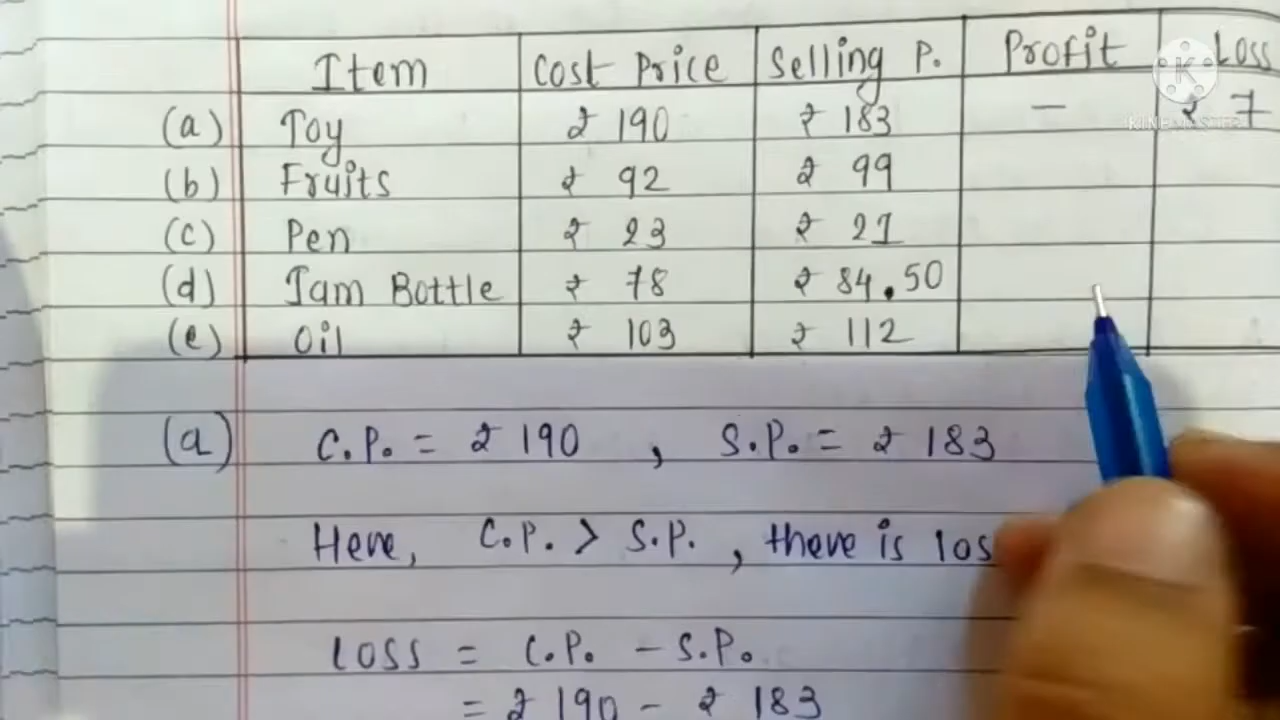 Item Cost Price Selling P. Profit Loss
(a) Toy ₹ 190 ₹ 183 — ₹ 7
(b) Fruits ₹ 92 ₹ 99
(c) Pen ₹ 23 ₹ 21
(d) Jam Bottle ₹ 78 ₹ 84.50
(e) Oil ₹ 103 ₹ 112
(a) C.P. = ₹ 190 , S.P. = ₹ 183
Here, C.P. > S.P. , there is los
Loss = C.P. - S.P.
= ₹ 190 - ₹ 183
K
KINEMASTER